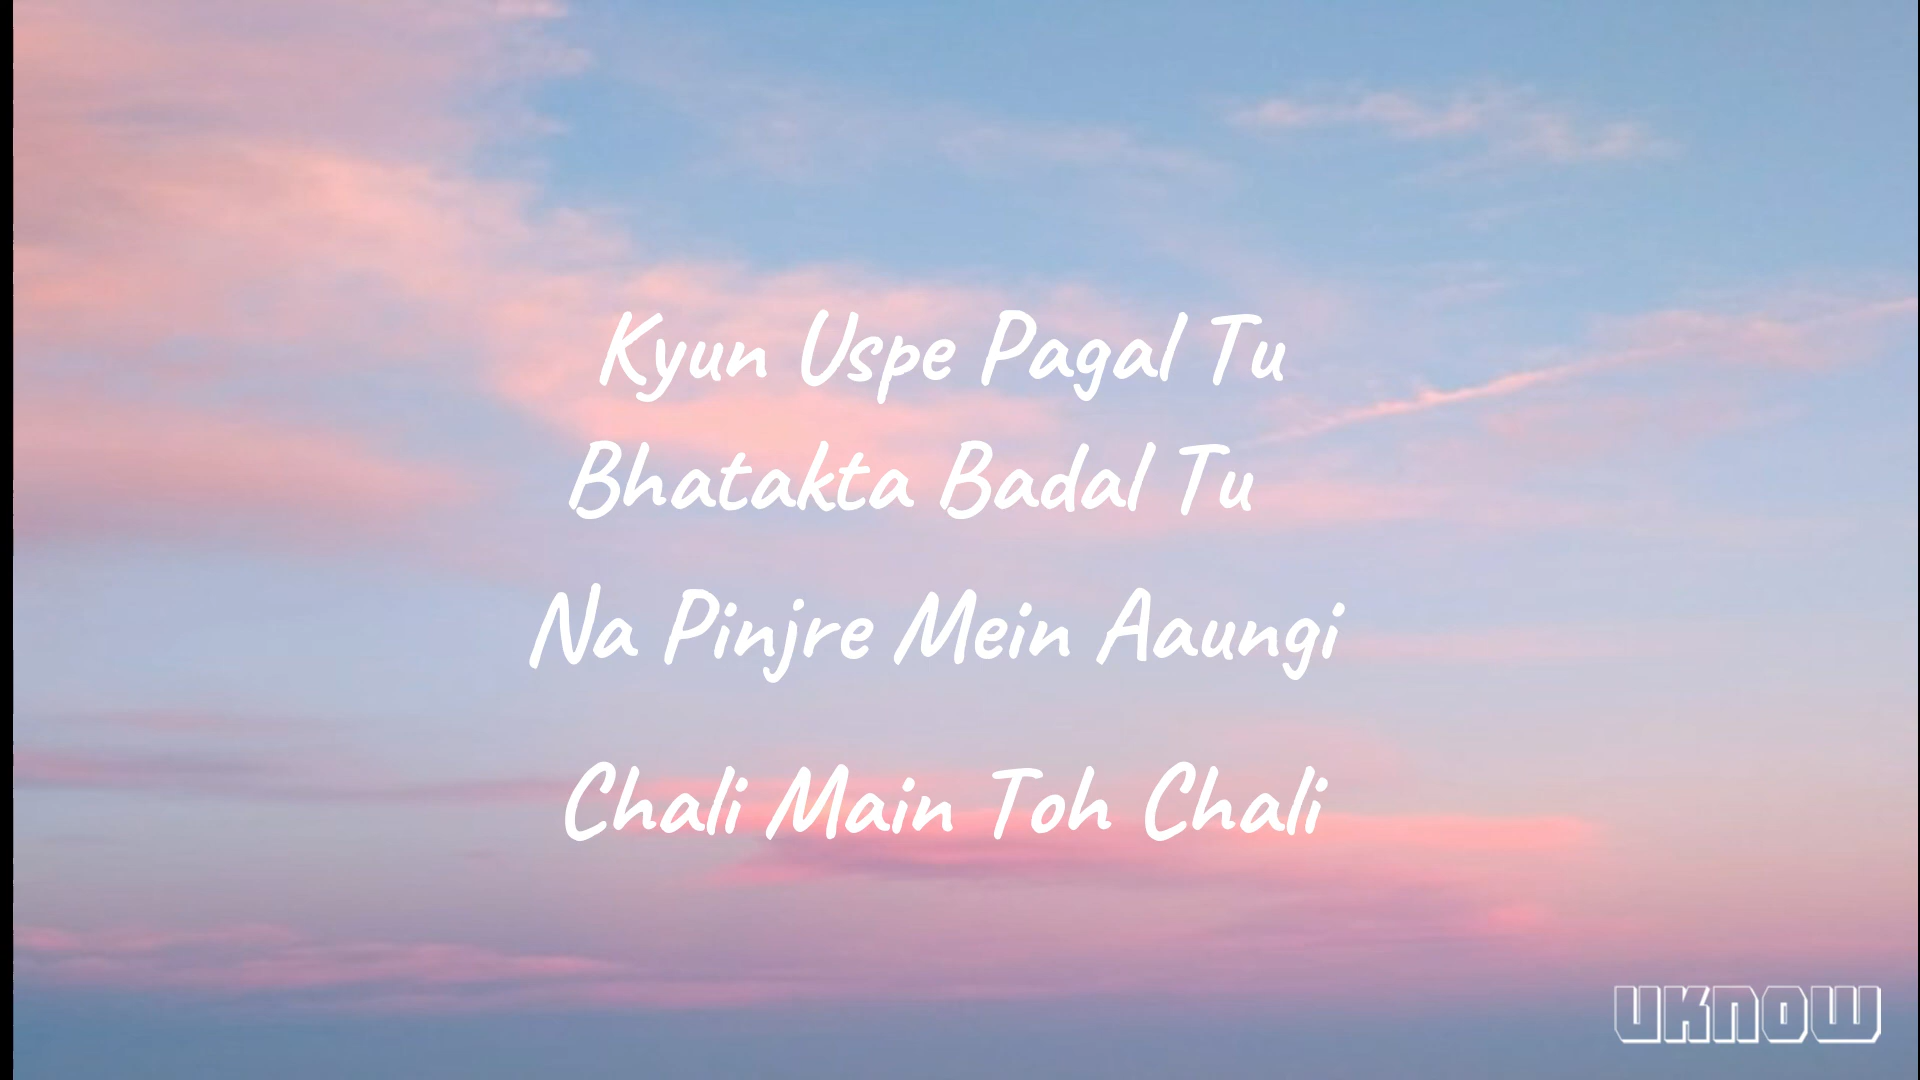 Kyun Uspe Pagal Tu
Bhatakta Badal Tu
Na Pinjre Mein Aaungi
Chali Main Toh Chali
UKNOW